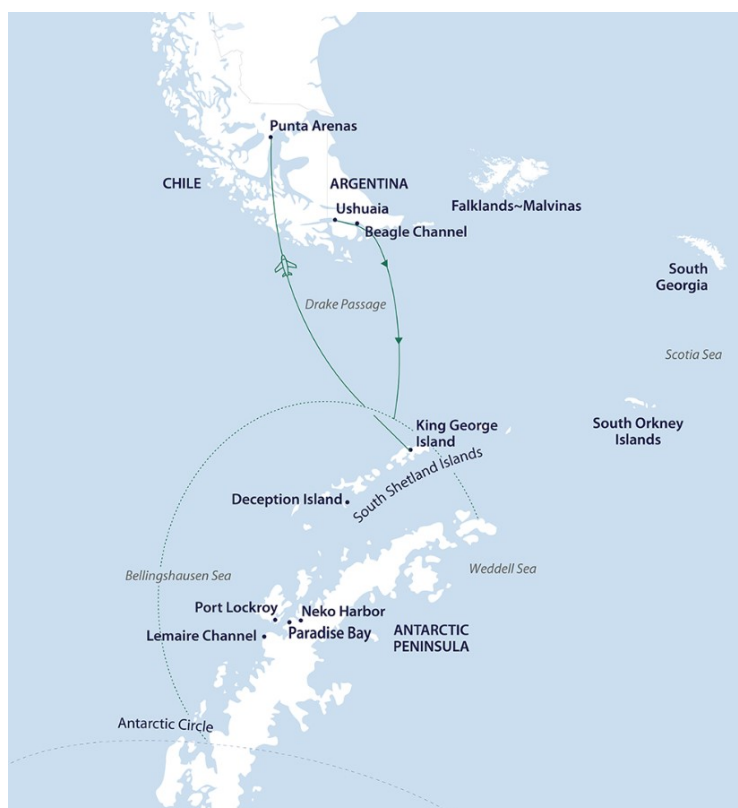 Punta Arenas
CHILE
ARGENTINA
Ushuaia
Beagle Channel
Falklands~Malvinas
South
Georgia
Drake Passage
Scotia Sea
King George
Island
South Orkney
Islands
South Shetland Islands
Deception Island
Bellingshausen Sea
Weddell Sea
Port Lockroy
Neko Harbor
Lemaire Channel
Paradise Bay
ANTARCTIC
PENINSULA
Antarctic Circle